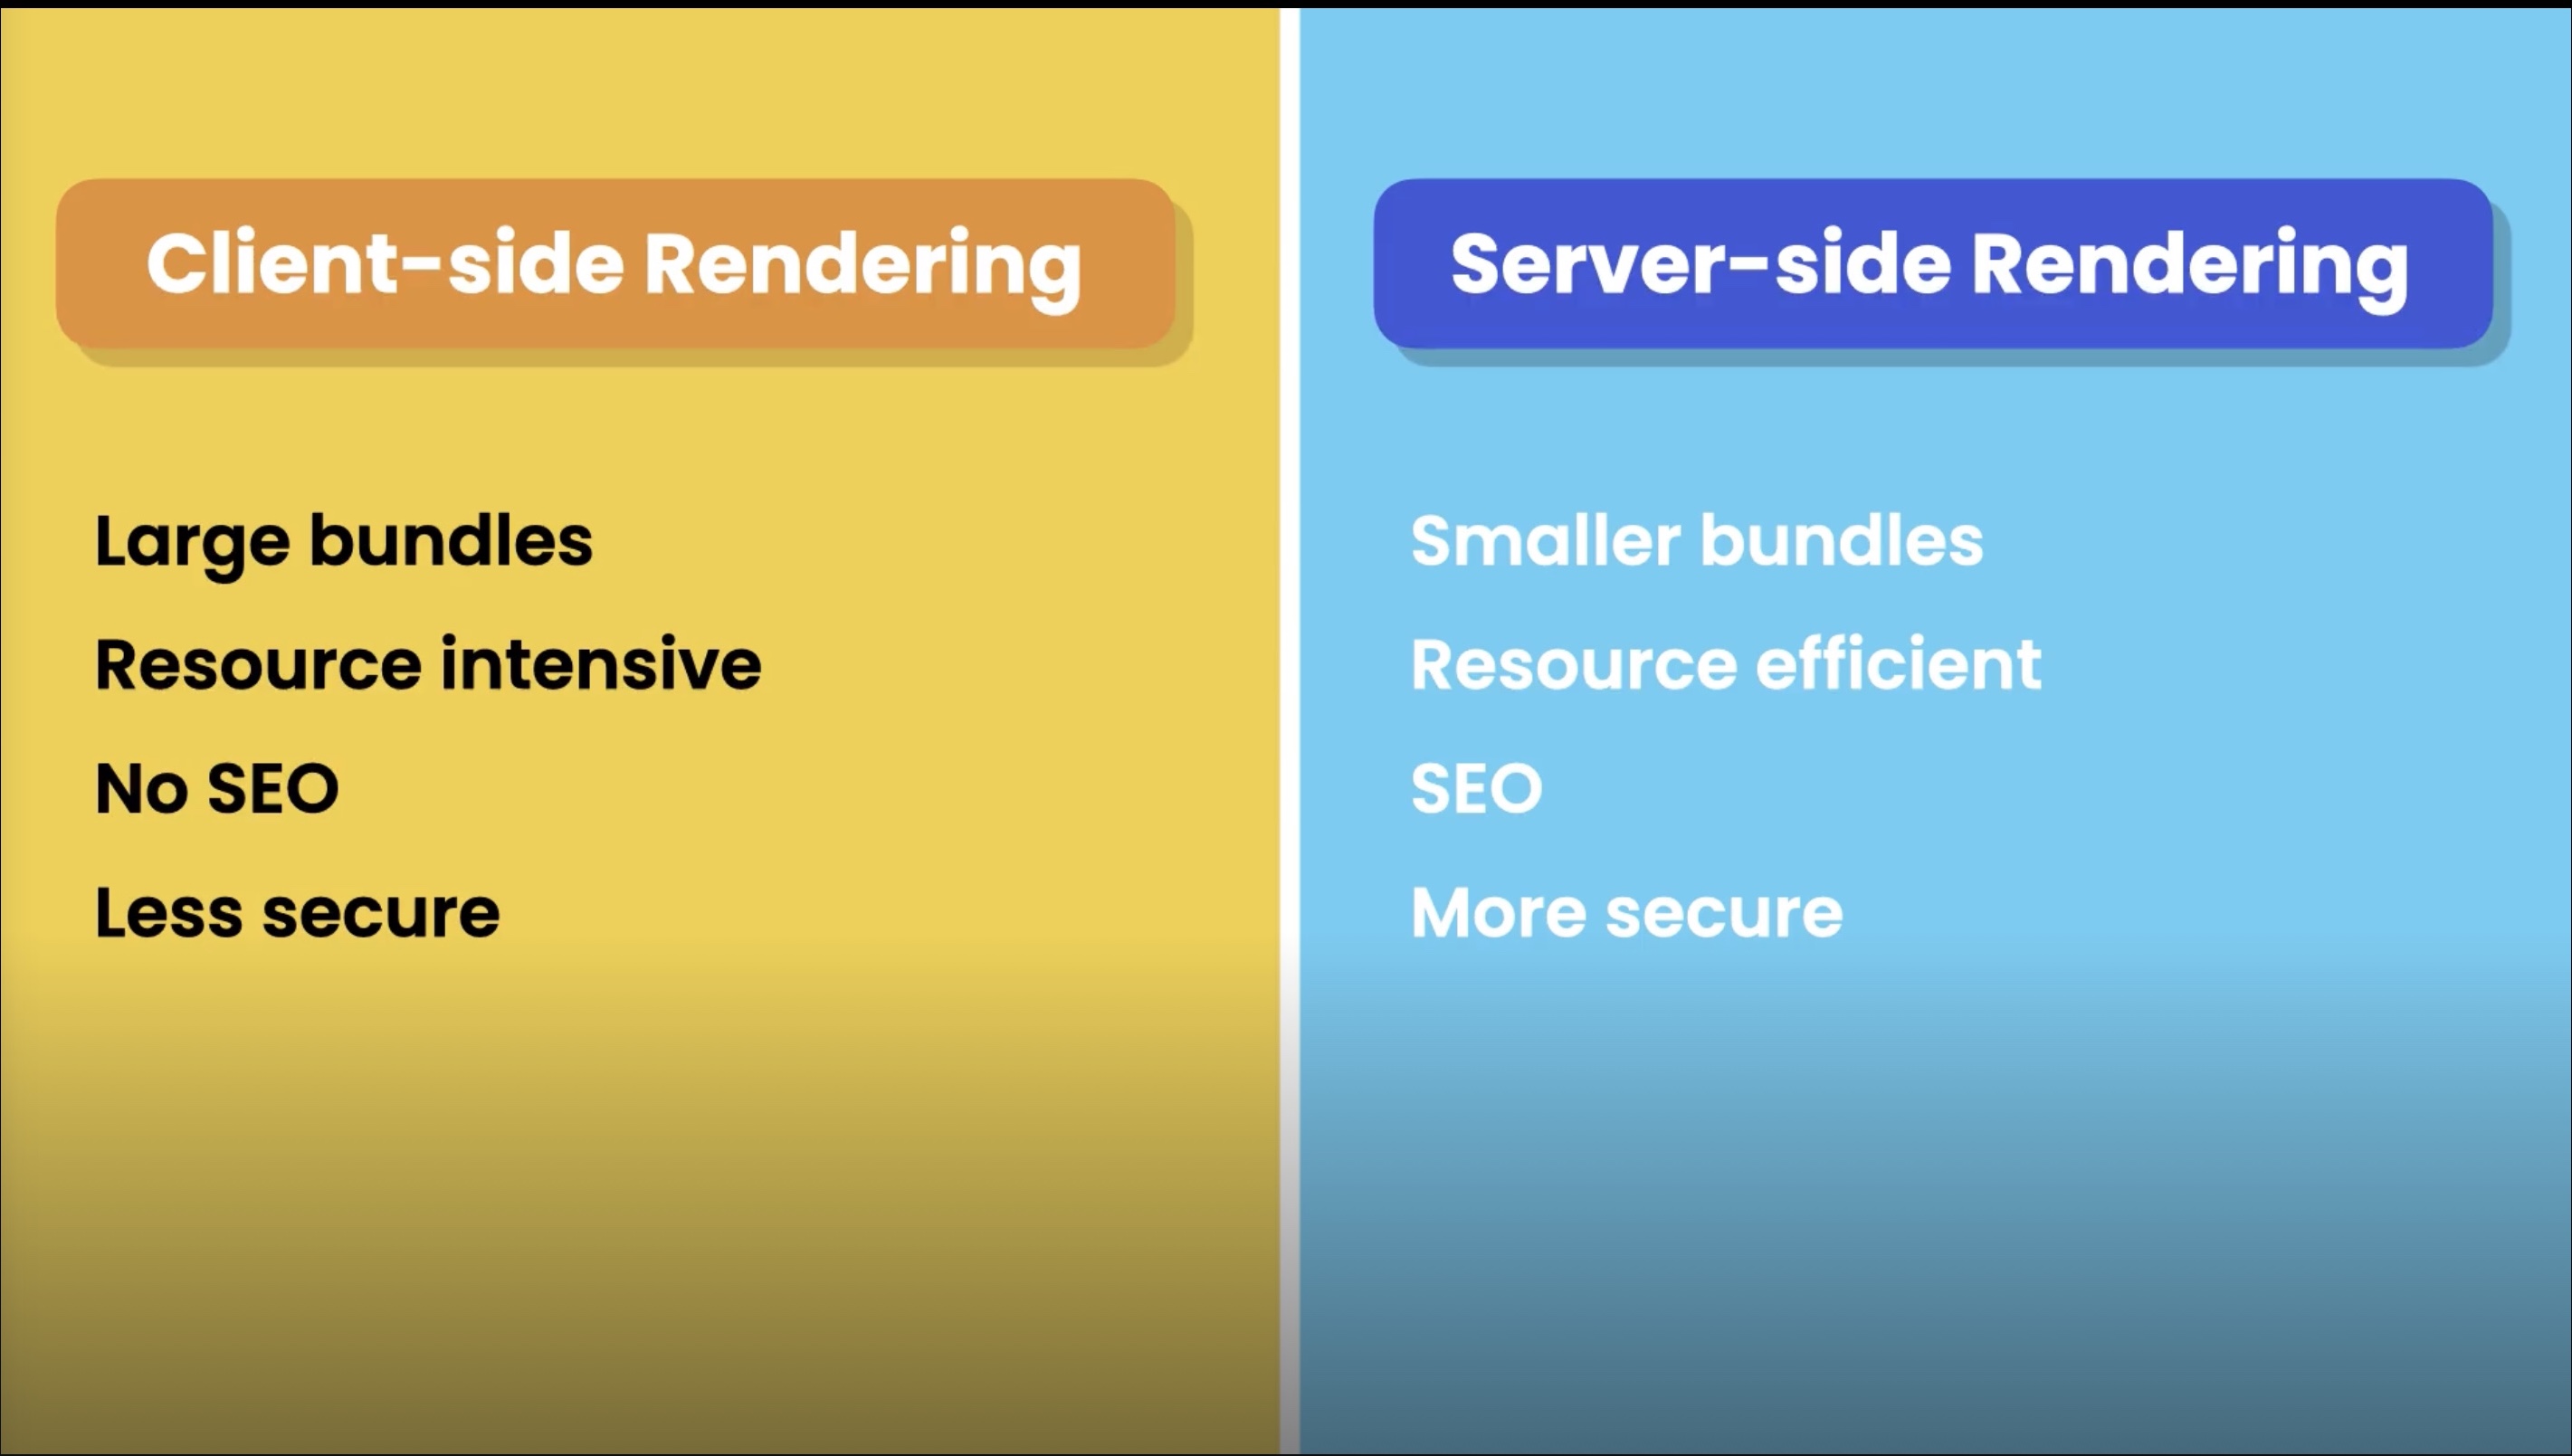 Client-side Rendering
Large bundles
Resource intensive
No SEO
Less secure
Server-side Rendering
Smaller bundles
Resource efficient
SEO
More secure